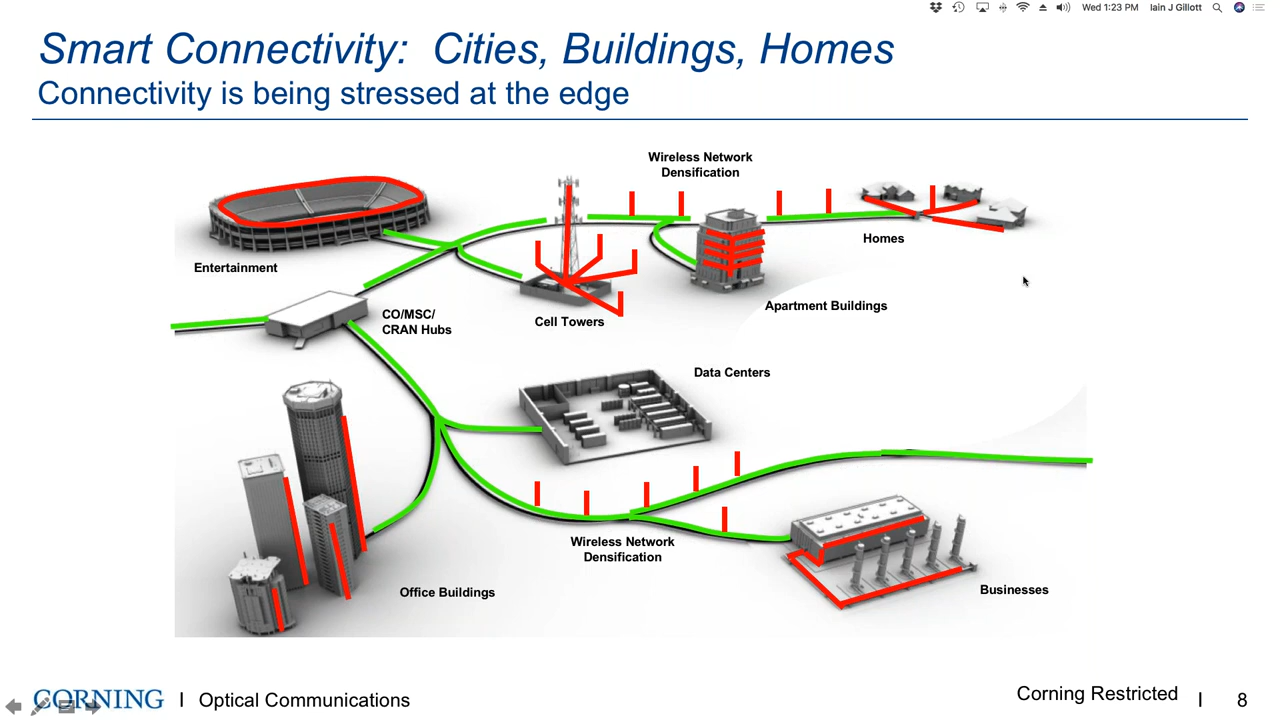 Wed 1:23 PM Iain J Gillott
Smart Connectivity: Cities, Buildings, Homes
Connectivity is being stressed at the edge
Wireless Network
Densification
Entertainment
Homes
Apartment Buildings
CO/MSC/
CRAN Hubs
Cell Towers
Data Centers
Wireless Network
Densification
Office Buildings
Businesses
CORNING | Optical Communications
Corning Restricted | 8